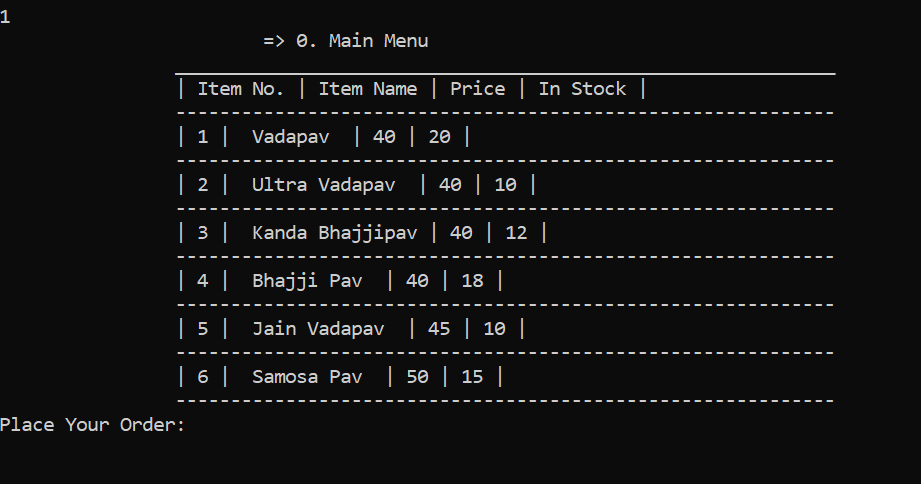 1
=> 0. Main Menu
| Item No. | Item Name | Price | In Stock |
| 1 |  Vadapav  | 40 | 20 |
| 2 |  Ultra Vadapav  | 40 | 10 |
| 3 |  Kanda Bhajjipav | 40 | 12 |
| 4 |  Bhajji Pav  | 40 | 18 |
| 5 |  Jain Vadapav  | 45 | 10 |
| 6 |  Samosa Pav  | 50 | 15 |
Place Your Order: